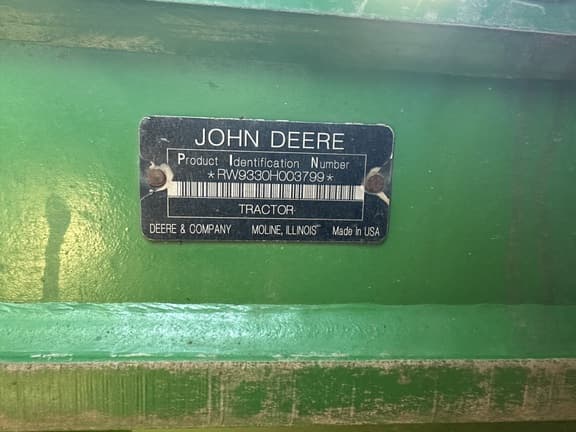 JOHN DEERE
Product Identification Number
*RW9330H003799*
TRACTOR
DEERE & COMPANY MOLINE, ILLINOIS Made in USA